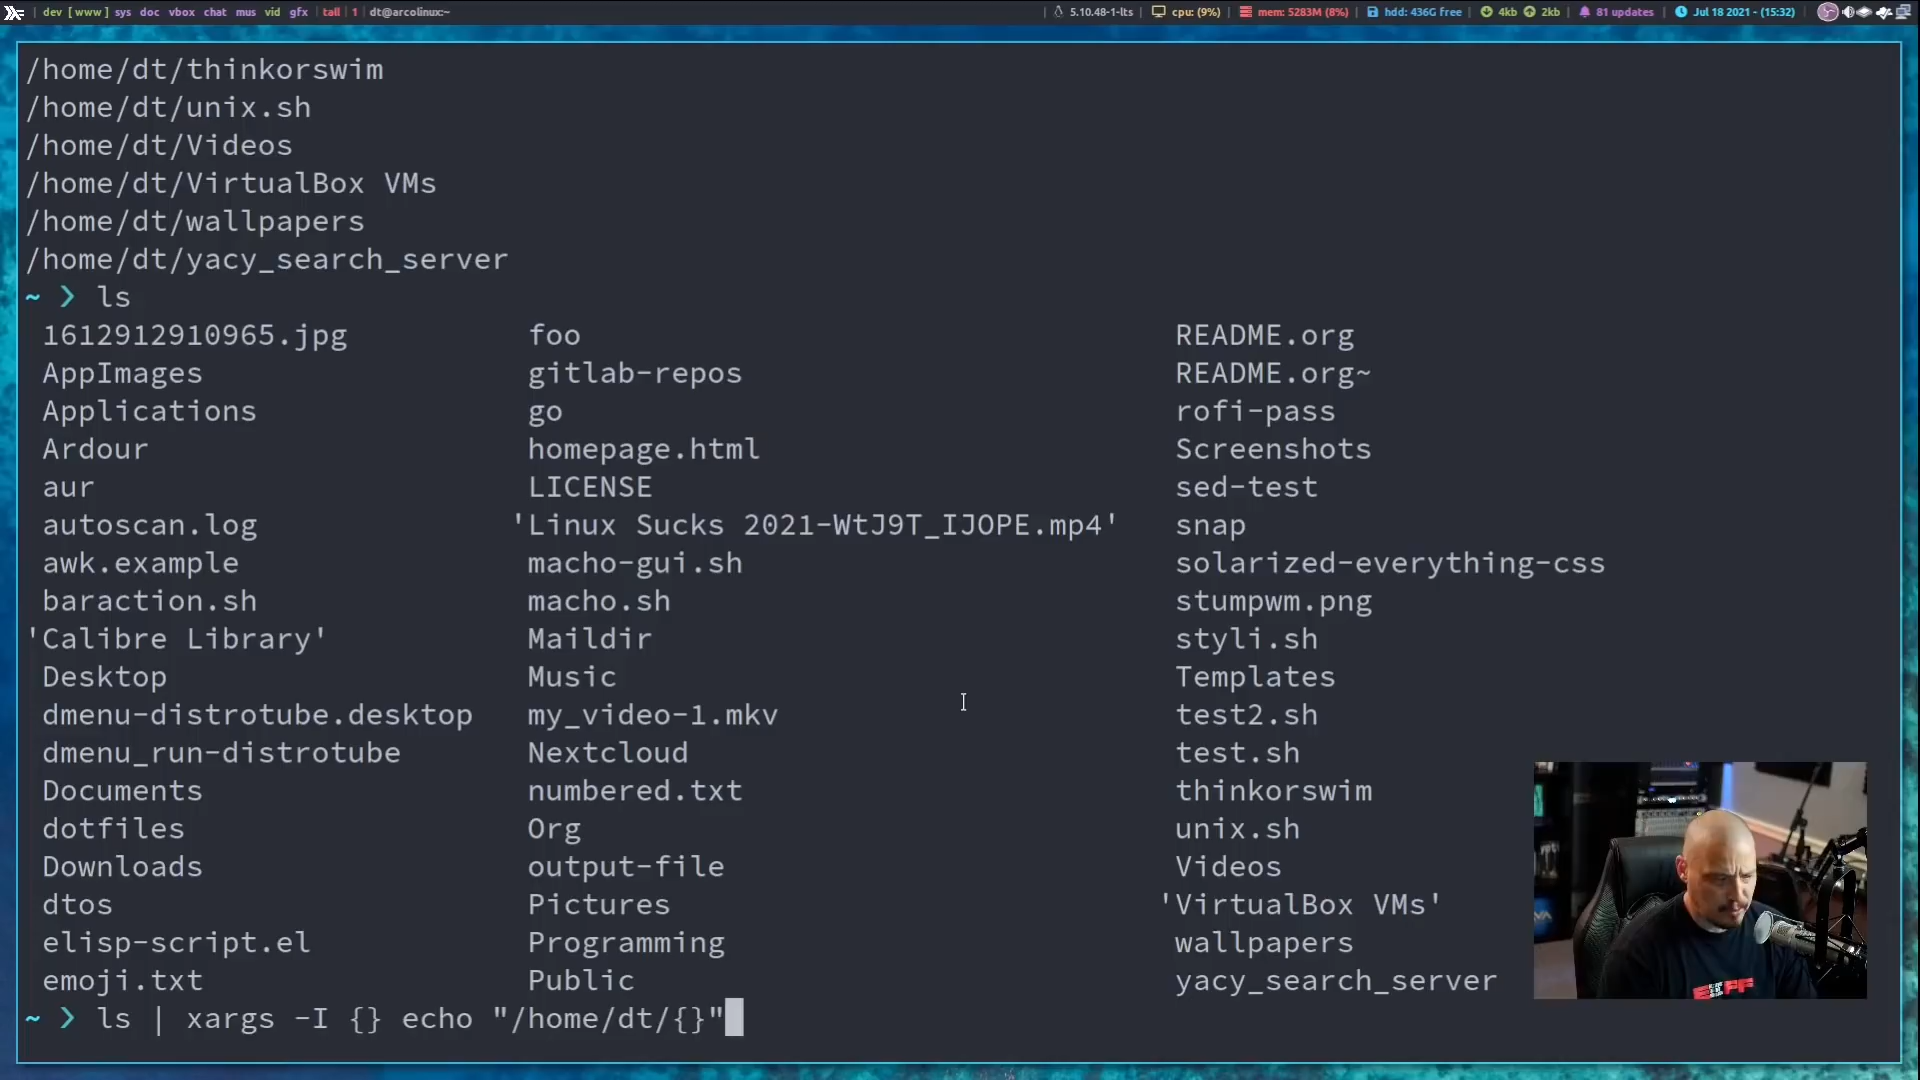 dev [ www ] sys doc vbox chat mus vid gfx | tall | 1 | dt@arcolinux:~ | 5.10.48-1-lts | cpu: (9%) | mem: 5283M (8%) | hdd: 436G free | 4kb 2kb | 81 updates | Jul 18 2021 - (15:32) |
/home/dt/thinkorswim
/home/dt/unix.sh
/home/dt/Videos
/home/dt/VirtualBox VMs
/home/dt/wallpapers
/home/dt/yacy_search_server
~ ❯ ls
1612912910965.jpg foo README.org
AppImages gitlab-repos README.org~
Applications go rofi-pass
Ardour homepage.html Screenshots
aur LICENSE sed-test
autoscan.log 'Linux Sucks 2021-WtJ9T_IJOPE.mp4' snap
awk.example macho-gui.sh solarized-everything-css
baraction.sh macho.sh stumpwm.png
'Calibre Library' Maildir styli.sh
Desktop Music Templates
dmenu-distrotube.desktop my_video-1.mkv test2.sh
dmenu_run-distrotube Nextcloud test.sh
Documents numbered.txt thinkorswim
dotfiles Org unix.sh
Downloads output-file Videos
dtos Pictures 'VirtualBox VMs'
elisp-script.el Programming wallpapers
emoji.txt Public yacy_search_server
~ ❯ ls | xargs -I {} echo "/home/dt/{}"